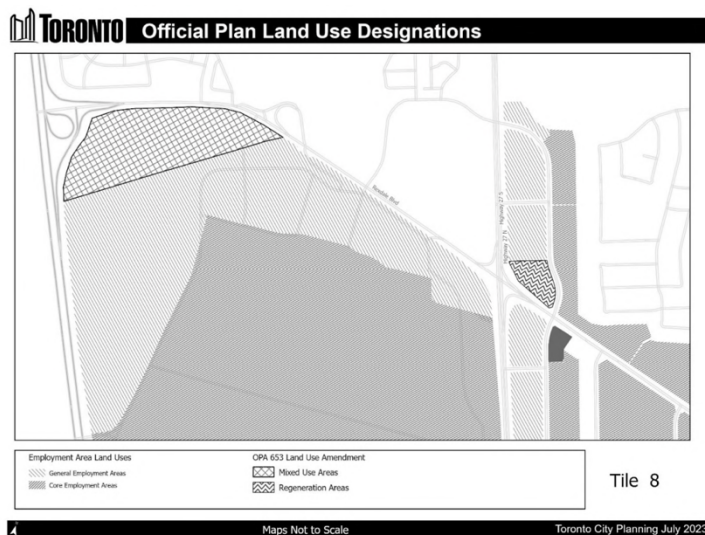 TORONTO Official Plan Land Use Designations
Rexdale Blvd
Highway 27 N
Highway 27 S
Employment Area Land Uses
General Employment Areas
Core Employment Areas
OPA 653 Land Use Amendment
Mixed Use Areas
Regeneration Areas
Tile 8
Maps Not to Scale
Toronto City Planning July 2023